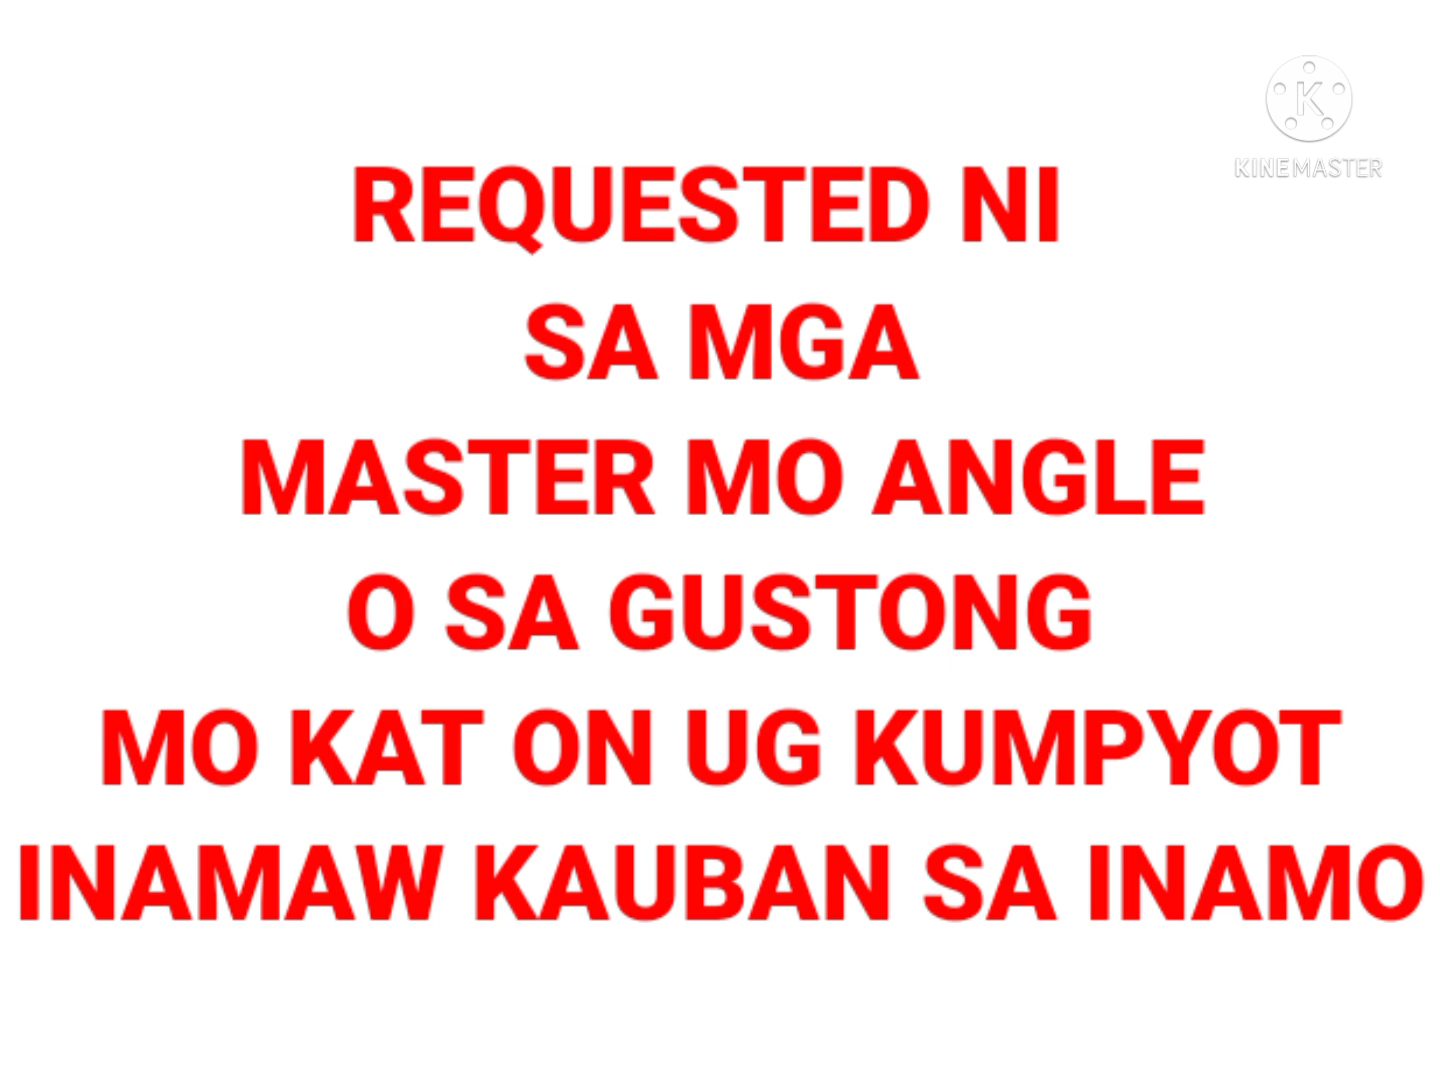 K
KINEMASTER
REQUESTED NI
SA MGA
MASTER MO ANGLE
O SA GUSTONG
MO KAT ON UG KUMPYOT
INAMAW KAUBAN SA INAMO